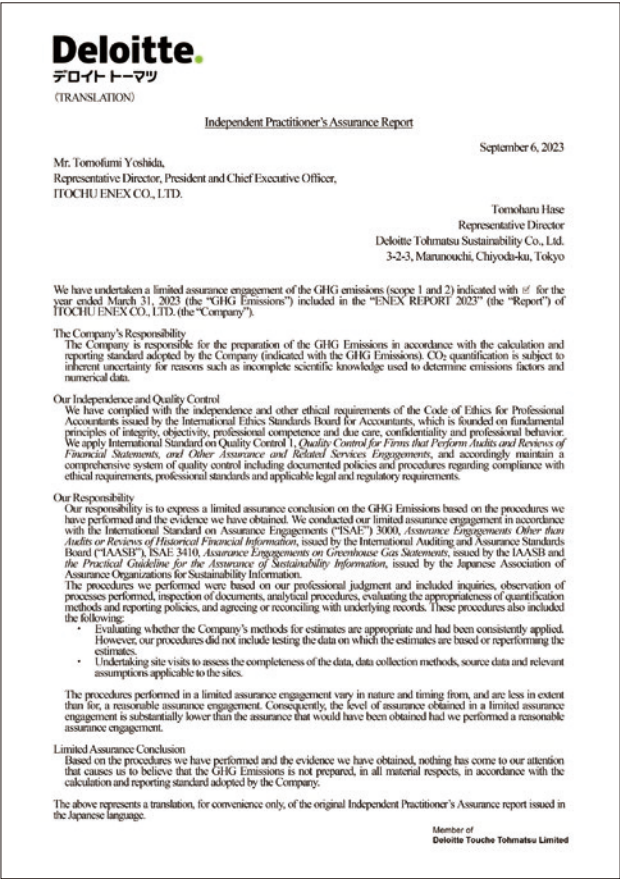 Deloitte.
デロイト トーマツ
(TRANSLATION)
Independent Practitioner's Assurance Report
September 6, 2023
Mr. Tomofumi Yoshida,
Representative Director, President and Chief Executive Officer,
ITOCHU ENEX CO., LTD.
Tomoharu Hase
Representative Director
Deloitte Tohmatsu Sustainability Co., Ltd.
3-2-3, Marunouchi, Chiyoda-ku, Tokyo
We have undertaken a limited assurance engagement of the GHG emissions (scope 1 and 2) indicated with ☑ for the
year ended March 31, 2023 (the "GHG Emissions") included in the "ENEX REPORT 2023" (the "Report") of
ITOCHU ENEX CO., LTD. (the "Company").
The Company's Responsibility
The Company is responsible for the preparation of the GHG Emissions in accordance with the calculation and
reporting standard adopted by the Company (indicated with the GHG Emissions). CO₂ quantification is subject to
inherent uncertainty for reasons such as incomplete scientific knowledge used to determine emissions factors and
numerical data.
Our Independence and Quality Control
We have complied with the independence and other ethical requirements of the Code of Ethics for Professional
Accountants issued by the International Ethics Standards Board for Accountants, which is founded on fundamental
principles of integrity, objectivity, professional competence and due care, confidentiality and professional behavior.
We apply International Standard on Quality Control 1, Quality Control for Firms that Perform Audits and Reviews of
Financial Statements, and Other Assurance and Related Services Engagements, and accordingly maintain a
comprehensive system of quality control including documented policies and procedures regarding compliance with
ethical requirements, professional standards and applicable legal and regulatory requirements.
Our Responsibility
Our responsibility is to express a limited assurance conclusion on the GHG Emissions based on the procedures we
have performed and the evidence we have obtained. We conducted our limited assurance engagement in accordance
with the International Standard on Assurance Engagements ("ISAE") 3000, Assurance Engagements Other than
Audits or Reviews of Historical Financial Information, issued by the International Auditing and Assurance Standards
Board ("IAASB"), ISAE 3410, Assurance Engagements on Greenhouse Gas Statements, issued by the IAASB and
the Practical Guideline for the Assurance of Sustainability Information, issued by the Japanese Association of
Assurance Organizations for Sustainability Information.
The procedures we performed were based on our professional judgment and included inquiries, observation of
processes performed, inspection of documents, analytical procedures, evaluating the appropriateness of quantification
methods and reporting policies, and agreeing or reconciling with underlying records. These procedures also included
the following:
・ Evaluating whether the Company's methods for estimates are appropriate and had been consistently applied.
However, our procedures did not include testing the data on which the estimates are based or reperforming the
estimates.
・ Undertaking site visits to assess the completeness of the data, data collection methods, source data and relevant
assumptions applicable to the sites.
The procedures performed in a limited assurance engagement vary in nature and timing from, and are less in extent
than for, a reasonable assurance engagement. Consequently, the level of assurance obtained in a limited assurance
engagement is substantially lower than the assurance that would have been obtained had we performed a reasonable
assurance engagement.
Limited Assurance Conclusion
Based on the procedures we have performed and the evidence we have obtained, nothing has come to our attention
that causes us to believe that the GHG Emissions is not prepared, in all material respects, in accordance with the
calculation and reporting standard adopted by the Company.
The above represents a translation, for convenience only, of the original Independent Practitioner's Assurance report issued in
the Japanese language.
Member of
Deloitte Touche Tohmatsu Limited